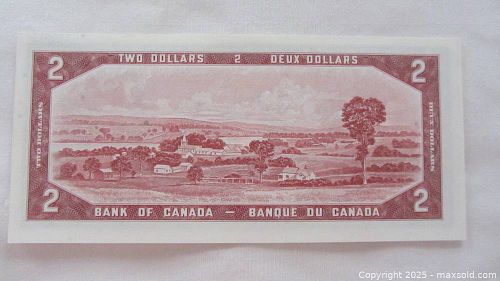 TWO DOLLARS 2 DEUX DOLLARS
2 2
TWO DOLLARS
DEUX DOLLARS
2 2
BANK OF CANADA — BANQUE DU CANADA
Copyright © 2025 - maxsold.com